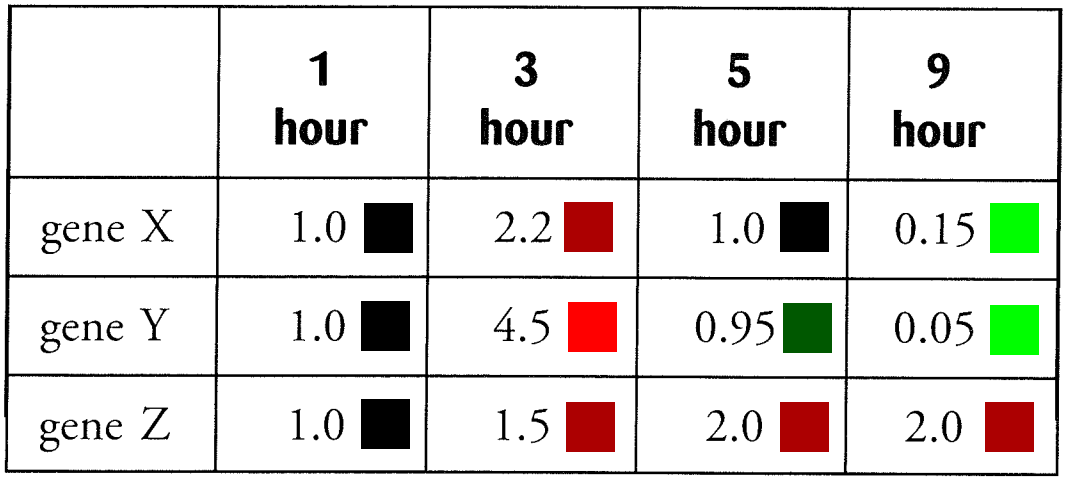 1 hour 3 hour 5 hour 9 hour
gene X 1.0 2.2 1.0 0.15
gene Y 1.0 4.5 0.95 0.05
gene Z 1.0 1.5 2.0 2.0